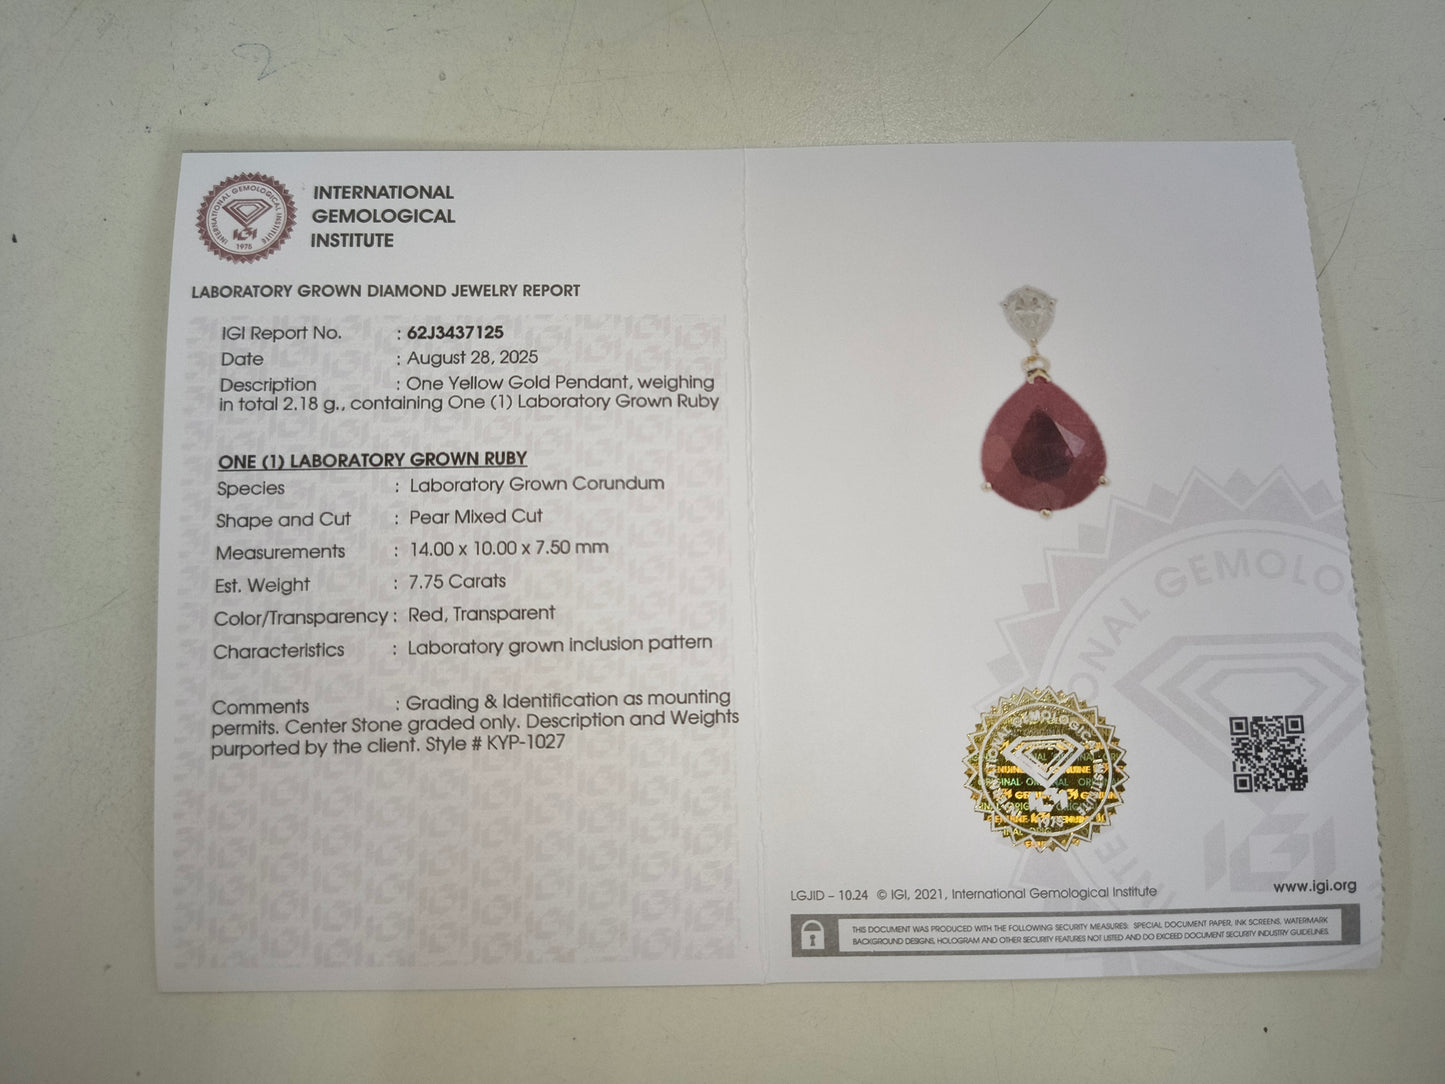 INTERNATIONAL GEMOLOGICAL INSTITUTE
1975
INTERNATIONAL
GEMOLOGICAL
INSTITUTE
LABORATORY GROWN DIAMOND JEWELRY REPORT
IGI Report No. : 62J3437125
Date : August 28, 2025
Description : One Yellow Gold Pendant, weighing
in total 2.18 g., containing One (1) Laboratory Grown Ruby
ONE (1) LABORATORY GROWN RUBY
Species : Laboratory Grown Corundum
Shape and Cut : Pear Mixed Cut
Measurements : 14.00 x 10.00 x 7.50 mm
Est. Weight : 7.75 Carats
Color/Transparency : Red, Transparent
Characteristics : Laboratory grown inclusion pattern
Comments : Grading & Identification as mounting
permits. Center Stone graded only. Description and Weights
purported by the client. Style # KYP-1027
LGJID – 10.24 © IGI, 2021, International Gemological Institute
www.igi.org
THIS DOCUMENT WAS PRODUCED WITH THE FOLLOWING SECURITY MEASURES: SPECIAL DOCUMENT PAPER, INK SCREENS, WATERMARK
BACKGROUND DESIGNS, HOLOGRAM AND OTHER SECURITY FEATURES NOT LISTED AND DO EXCEED DOCUMENT SECURITY INDUSTRY GUIDELINES.